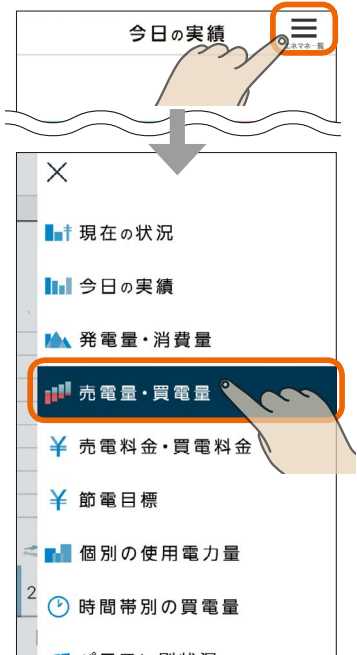 今日の実績
エネマネ一覧
現在の状況
今日の実績
発電量・消費量
売電量・買電量
売電料金・買電料金
節電目標
個別の使用電力量
2
時間帯別の買電量